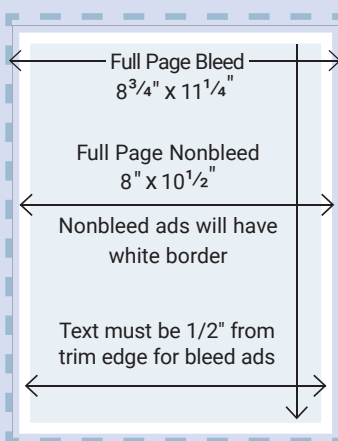 Full Page Bleed
8³⁄₄" x 11¹⁄₄"
Full Page Nonbleed
8" x 10¹⁄₂"
Nonbleed ads will have
white border
Text must be 1/2" from
trim edge for bleed ads